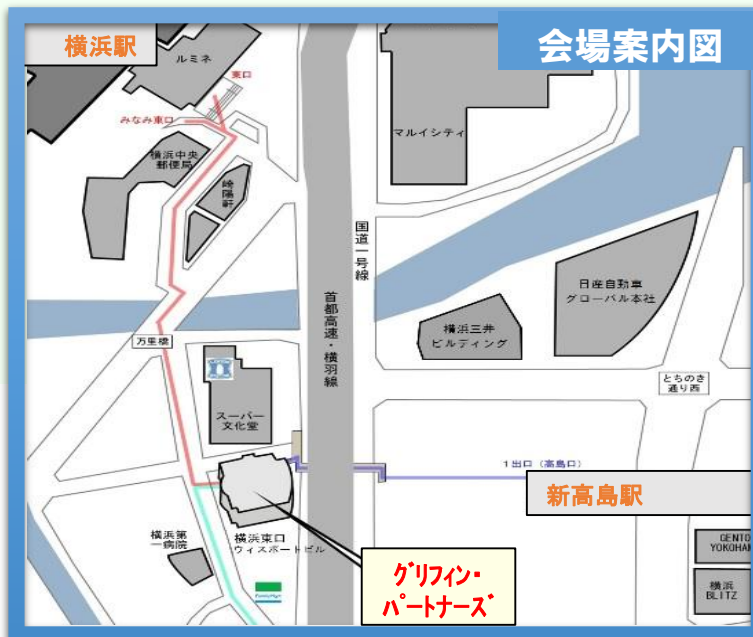 横浜駅
会場案内図
ルミネ
東口
みなみ東口
マルイシティ
横浜中央
郵便局
崎陽軒
国道一号線
日産自動車
グローバル本社
首都高速・横羽線
横浜三井
ビルディング
万里橋
とちのき
通り西
スーパー
文化堂
1出口（高島口）
新高島駅
横浜第
一病院
横浜東口
ウィスポートビル
GENTO
YOKOHAMA
横浜
BLITZ
グリフィン・
パートナーズ
FamilyMart